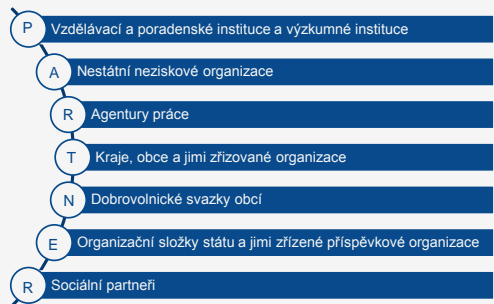 P Vzdělávací a poradenské instituce a výzkumné instituce
A Nestátní neziskové organizace
R Agentury práce
T Kraje, obce a jimi zřizované organizace
N Dobrovolnické svazky obcí
E Organizační složky státu a jimi zřízené příspěvkové organizace
R Sociální partneři